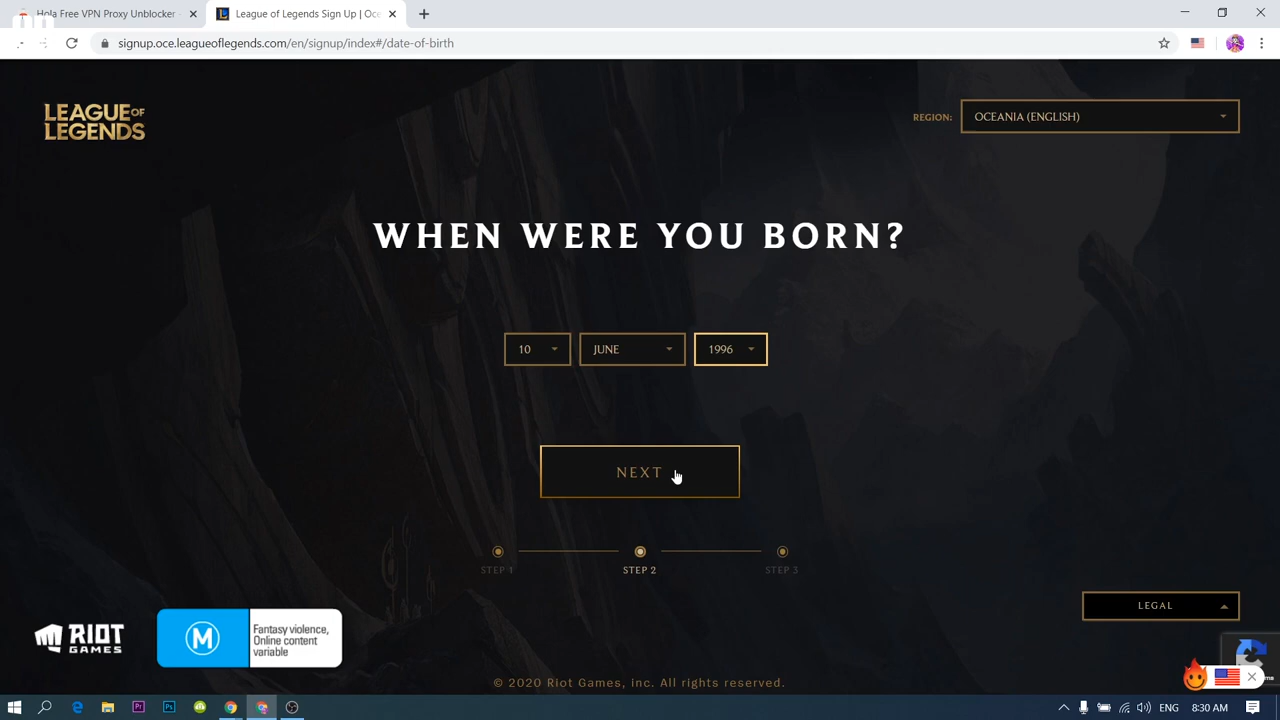 Hola Free VPN Proxy Unblocker -
League of Legends Sign Up | Oce
signup.oce.leagueoflegends.com/en/signup/index#/date-of-birth
LEAGUE OF
LEGENDS
REGION:
OCEANIA (ENGLISH)
WHEN WERE YOU BORN?
10
JUNE
1996
NEXT
STEP 1
STEP 2
STEP 3
LEGAL
RIOT
GAMES
M
Fantasy violence,
Online content
variable
© 2020 Riot Games, inc. All rights reserved.
Pr
Ps
ENG
8:30 AM